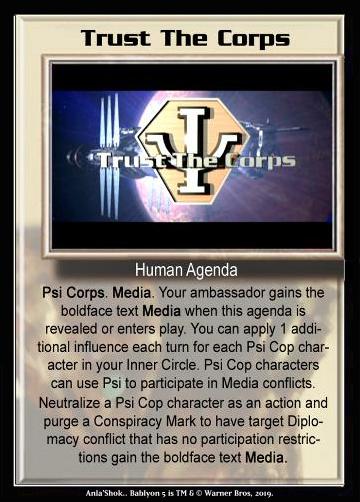 Trust The Corps
Trust The Corps
Human Agenda
Psi Corps. Media. Your ambassador gains the
boldface text Media when this agenda is
revealed or enters play. You can apply 1 addi-
tional influence each turn for each Psi Cop char-
acter in your Inner Circle. Psi Cop characters
can use Psi to participate in Media conflicts.
Neutralize a Psi Cop character as an action and
purge a Conspiracy Mark to have target Diplo-
macy conflict that has no participation restric-
tions gain the boldface text Media.
Anla'Shok.. Bablyon 5 is TM & © Warner Bros, 2019.